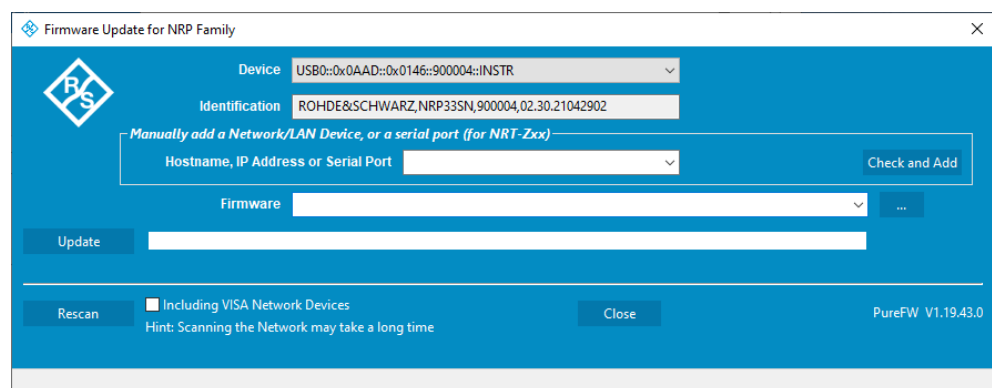 Firmware Update for NRP Family
R&S
Device USB0::0x0AAD::0x0146::900004::INSTR
Identification ROHDE&SCHWARZ,NRP33SN,900004,02.30.21042902
Manually add a Network/LAN Device, or a serial port (for NRT-Zxx)
Hostname, IP Address or Serial Port Check and Add
Firmware ...
Update
Rescan Including VISA Network Devices Close PureFW V1.19.43.0
Hint: Scanning the Network may take a long time